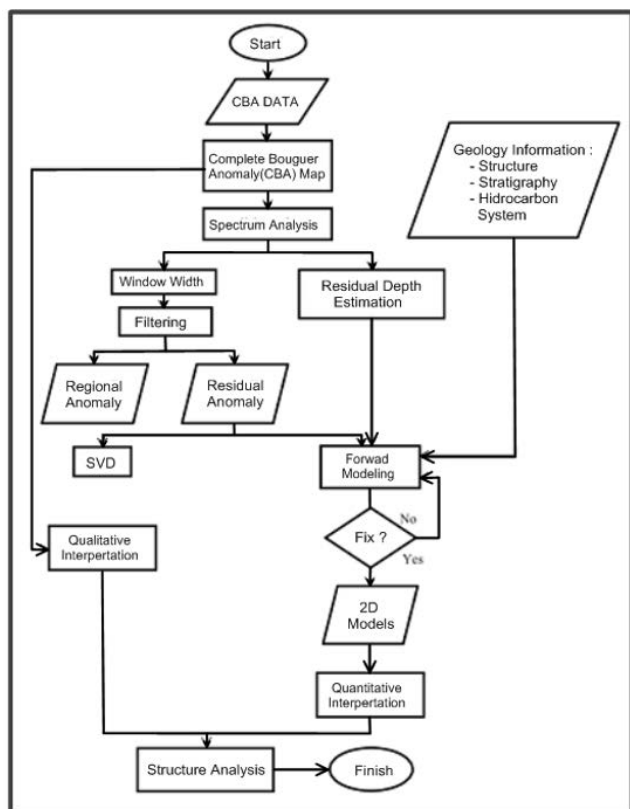 Start
CBA DATA
Complete Bouguer
Anomaly(CBA) Map
Geology Information :
- Structure
- Stratigraphy
- Hidrocarbon
System
Spectrum Analysis
Window Width
Residual Depth
Estimation
Filtering
Regional
Anomaly
Residual
Anomaly
SVD
Forwad
Modeling
No
Fix ?
Yes
Qualitative
Interpertation
2D
Models
Quantitative
Interpertation
Structure Analysis
Finish